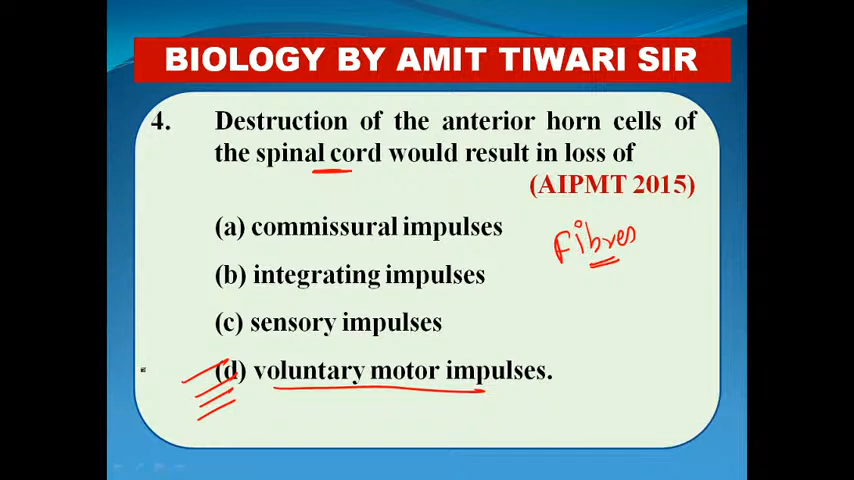 BIOLOGY BY AMIT TIWARI SIR
4. Destruction of the anterior horn cells of
the spinal cord would result in loss of
(AIPMT 2015)
(a) commissural impulses
Fibres
(b) integrating impulses
(c) sensory impulses
(d) voluntary motor impulses.